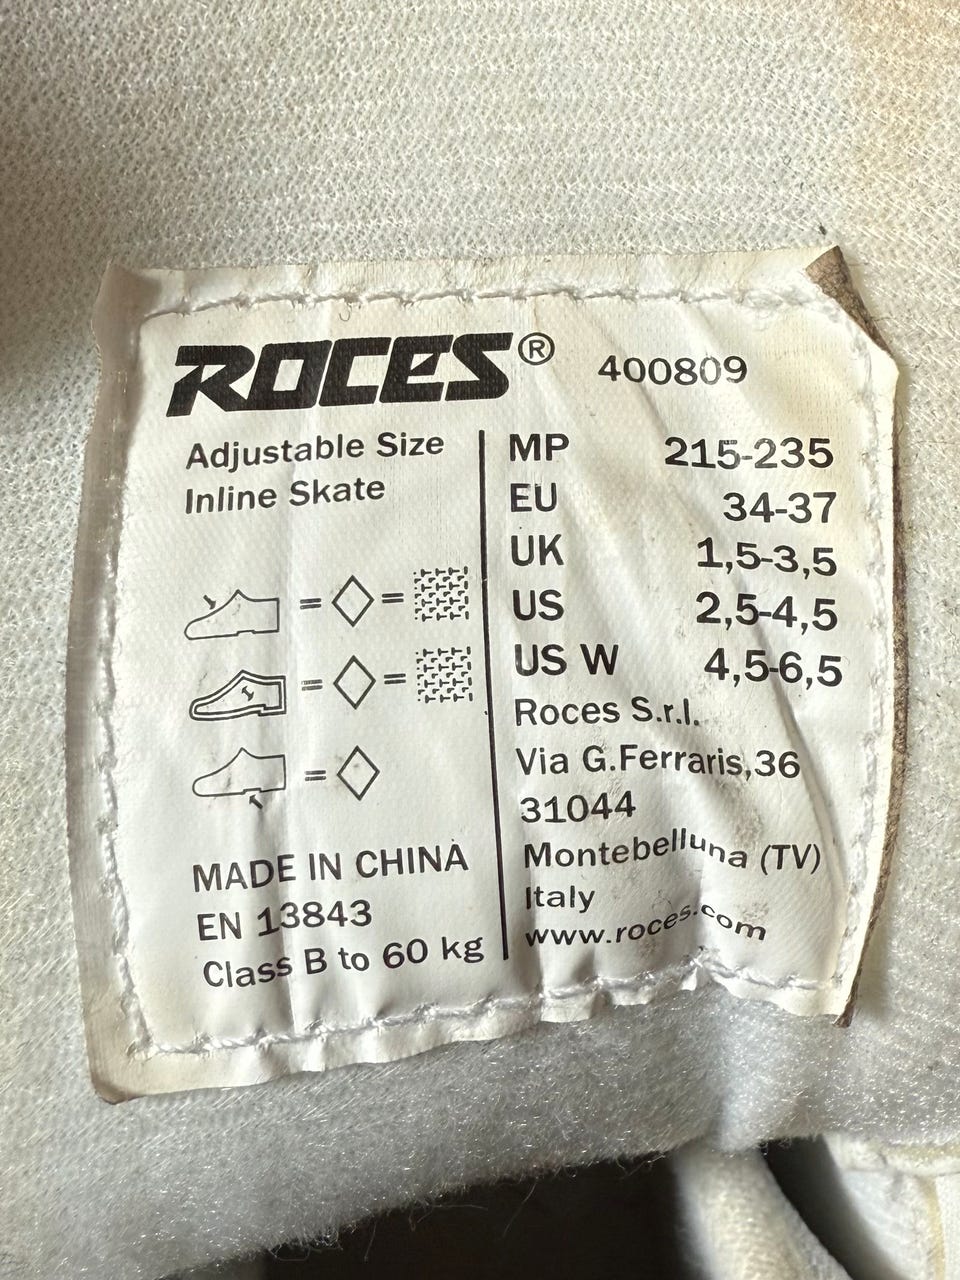 ROCES® 400809
Adjustable Size
Inline Skate
MADE IN CHINA
EN 13843
Class B to 60 kg
MP 215-235
EU 34-37
UK 1,5-3,5
US 2,5-4,5
US W 4,5-6,5
Roces S.r.l.
Via G.Ferraris,36
31044
Montebelluna (TV)
Italy
www.roces.com